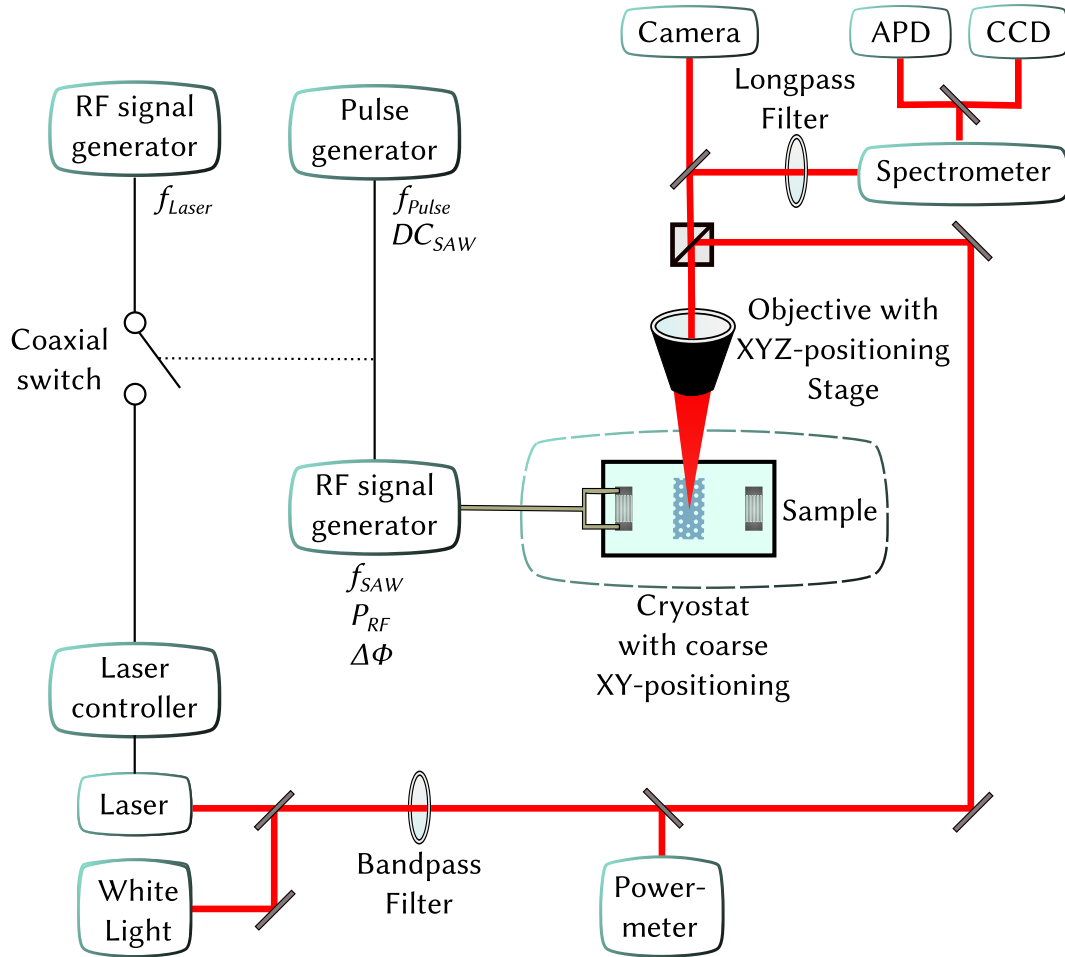 Camera
APD
CCD
Longpass
Filter
RF signal
generator
Pulse
generator
Spectrometer
f_Laser
f_Pulse
DC_SAW
Coaxial
switch
Objective with
XYZ-positioning
Stage
RF signal
generator
Sample
f_SAW
P_RF
ΔΦ
Cryostat
with coarse
XY-positioning
Laser
controller
Laser
Bandpass
Filter
White
Light
Power-
meter